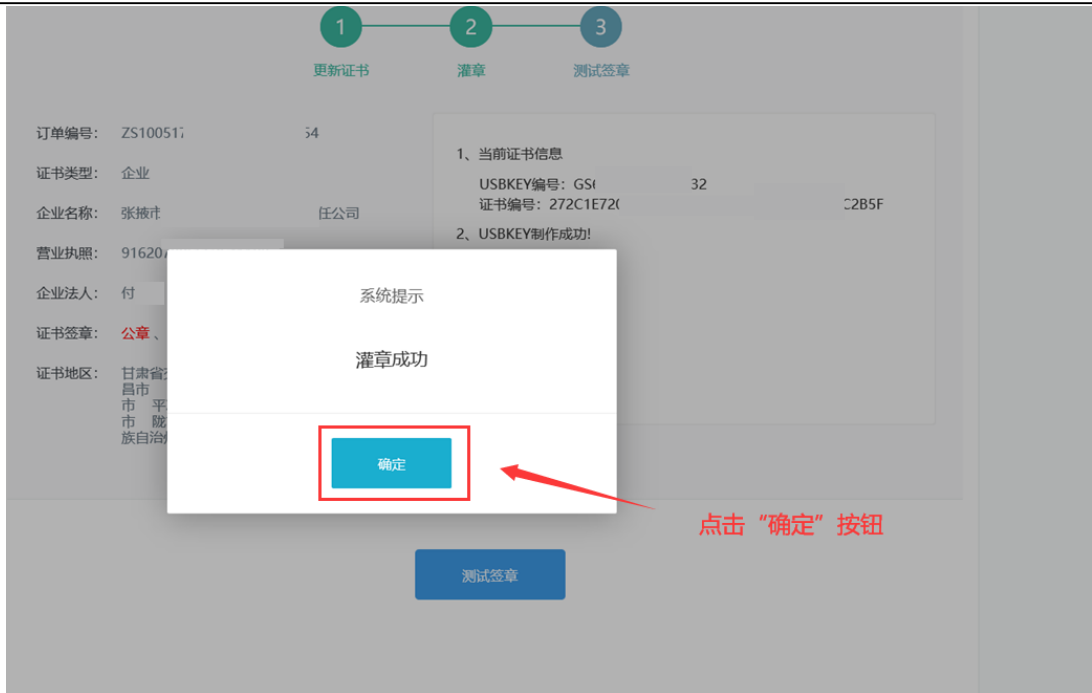 1
2
3
更新证书
灌章
测试签章
订单编号： ZS100517 54
证书类型： 企业
企业名称： 张掖市 任公司
营业执照： 91620
企业法人： 付
证书签章： 公章 、
证书地区： 甘肃省
昌市
市 平
市 陇
族自治
1、当前证书信息
USBKEY编号：GS 32
证书编号：272C1E72 C2B5F
2、USBKEY制作成功!
系统提示
灌章成功
确定
点击“确定”按钮
测试签章